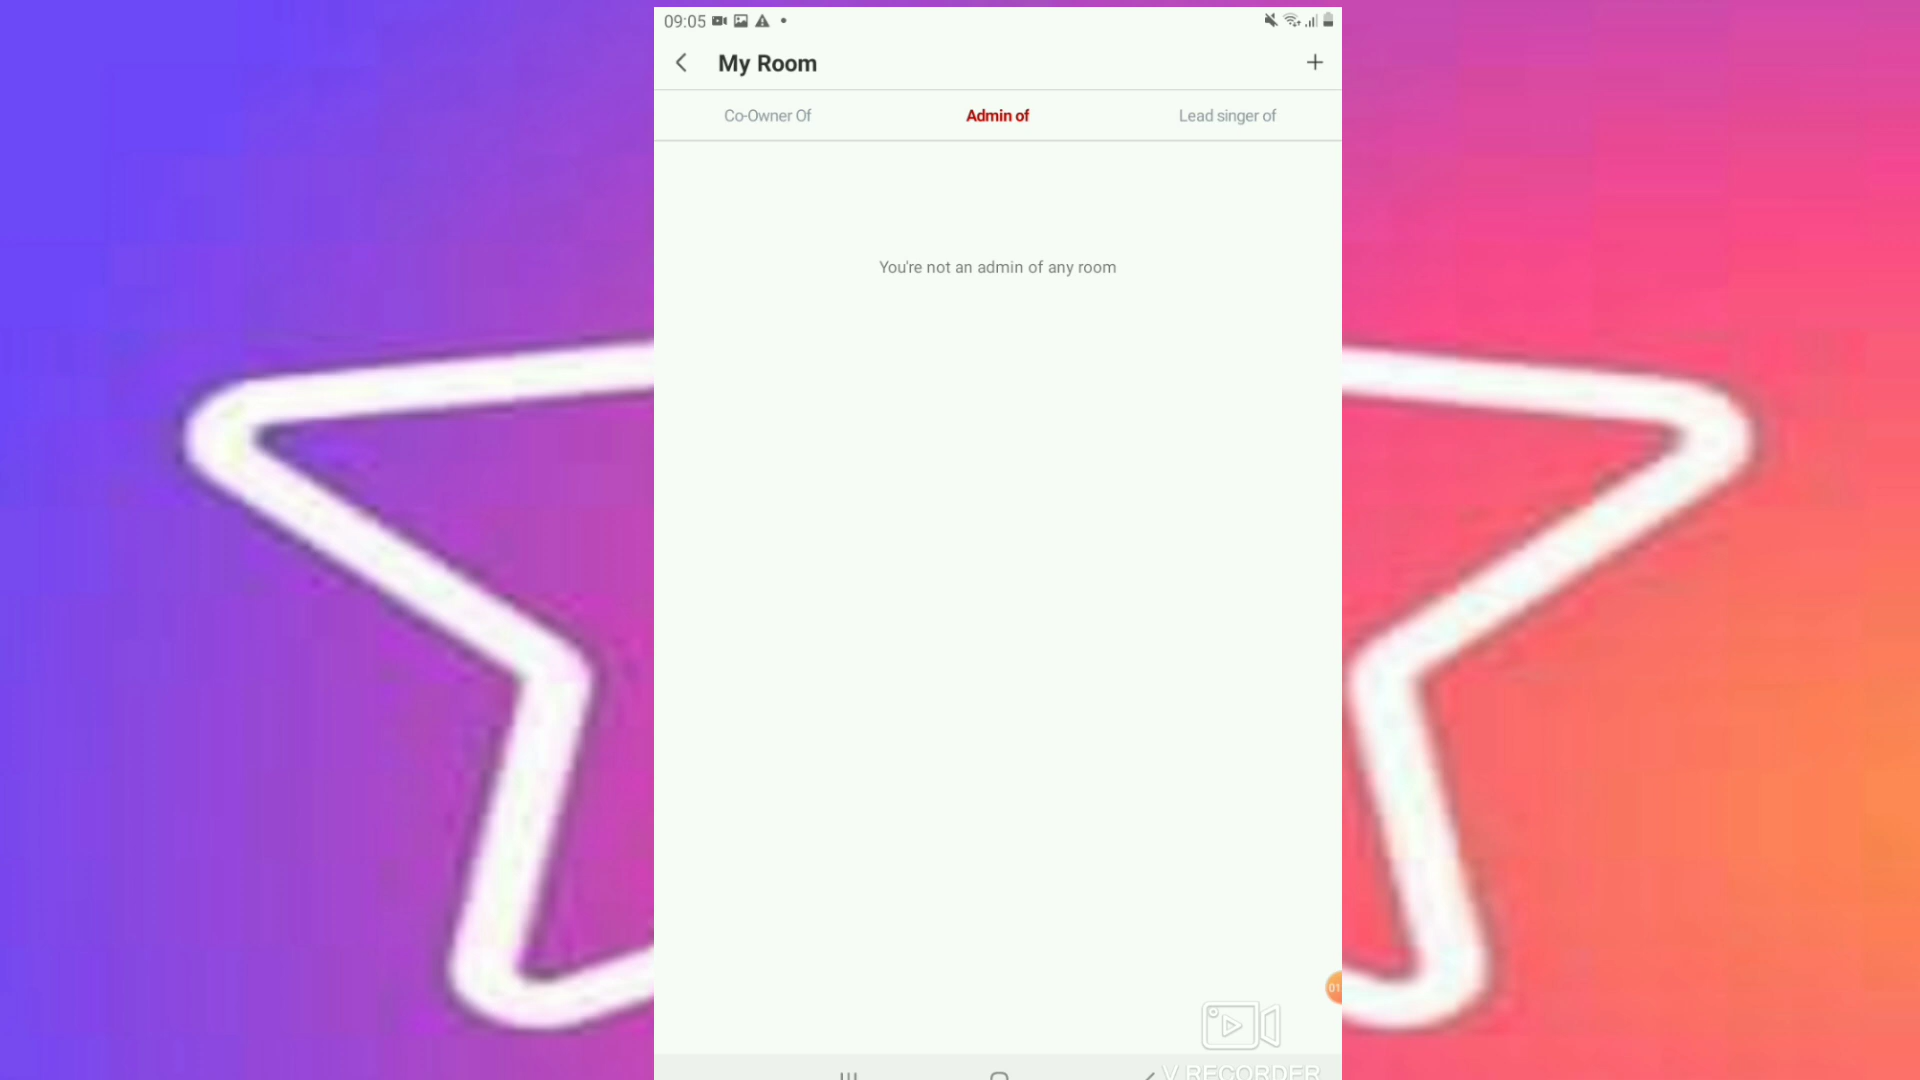 09:05
My Room
Co-Owner Of
Admin of
Lead singer of
You're not an admin of any room
01
V RECORDER